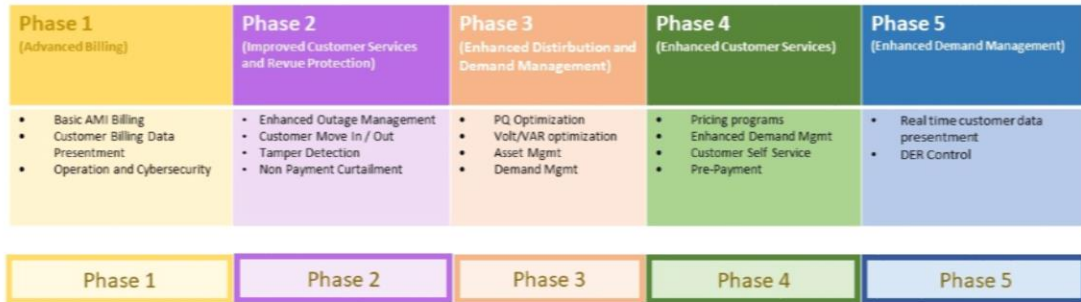 Phase 1
(Advanced Billing)
Basic AMI Billing
Customer Billing Data
Presentment
Operation and Cybersecurity
Phase 2
(Improved Customer Services
and Revue Protection)
Enhanced Outage Management
Customer Move In / Out
Tamper Detection
Non Payment Curtailment
Phase 3
(Enhanced Distirbution and
Demand Management)
PQ Optimization
Volt/VAR optimization
Asset Mgmt
Demand Mgmt
Phase 4
(Enhanced Customer Services)
Pricing programs
Enhanced Demand Mgmt
Customer Self Service
Pre-Payment
Phase 5
(Enhanced Demand Management)
Real time customer data
presentment
DER Control
Phase 1
Phase 2
Phase 3
Phase 4
Phase 5